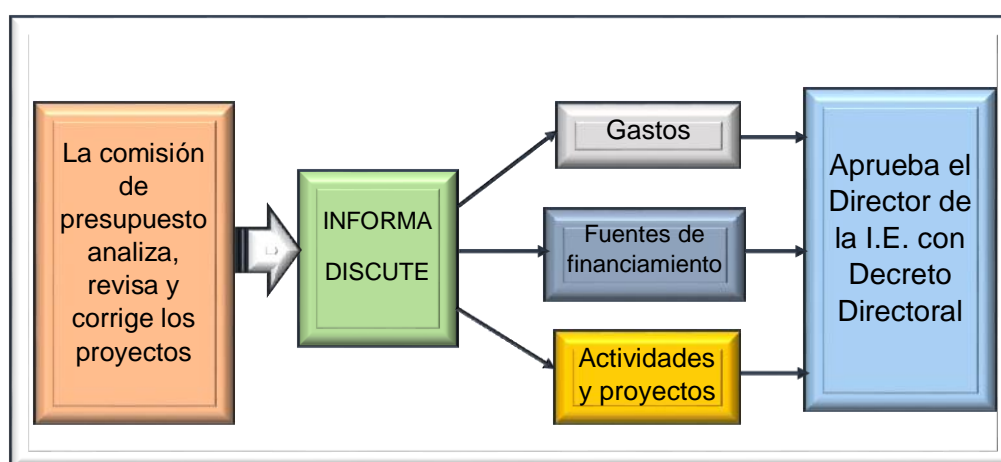 La comisión
de
presupuesto
analiza,
revisa y
corrige los
proyectos
INFORMA
DISCUTE
Gastos
Fuentes de
financiamiento
Actividades
y proyectos
Aprueba el
Director de
la I.E. con
Decreto
Directoral